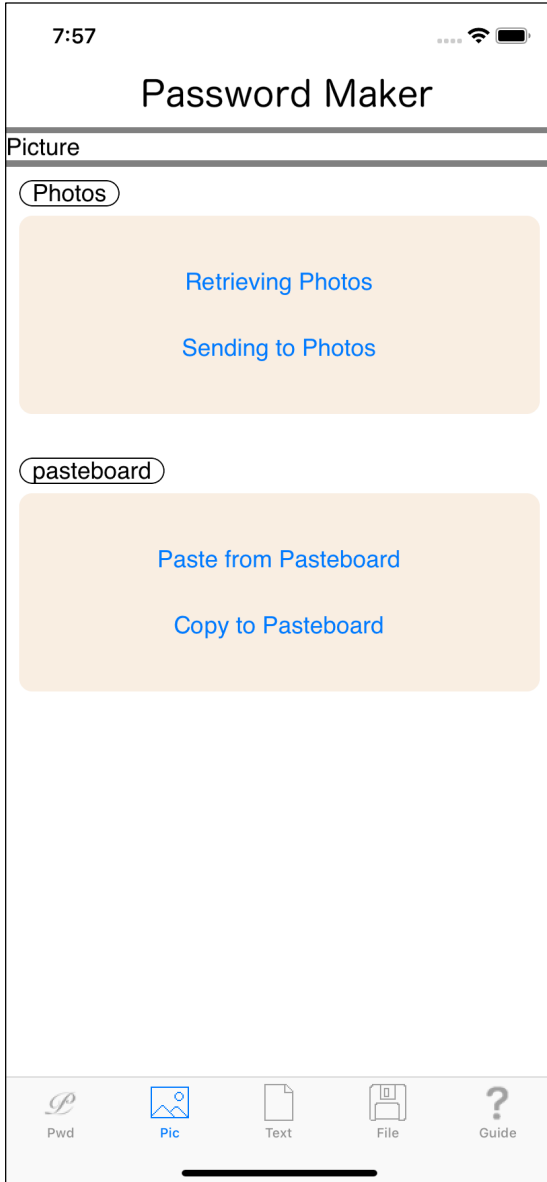 7:57
Password Maker
Picture
Photos
Retrieving Photos
Sending to Photos
pasteboard
Paste from Pasteboard
Copy to Pasteboard
Pwd Pic Text File Guide